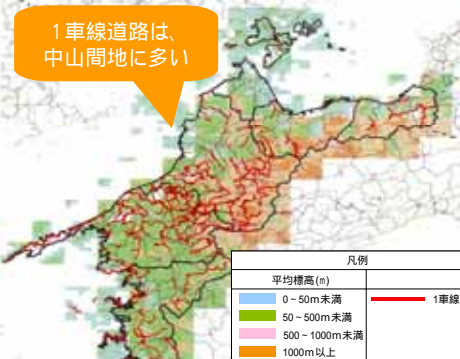 1車線道路は、
中山間地に多い
凡例
平均標高(m)
0~50m未満
1車線
50~500m未満
500~1000m未満
1000m以上